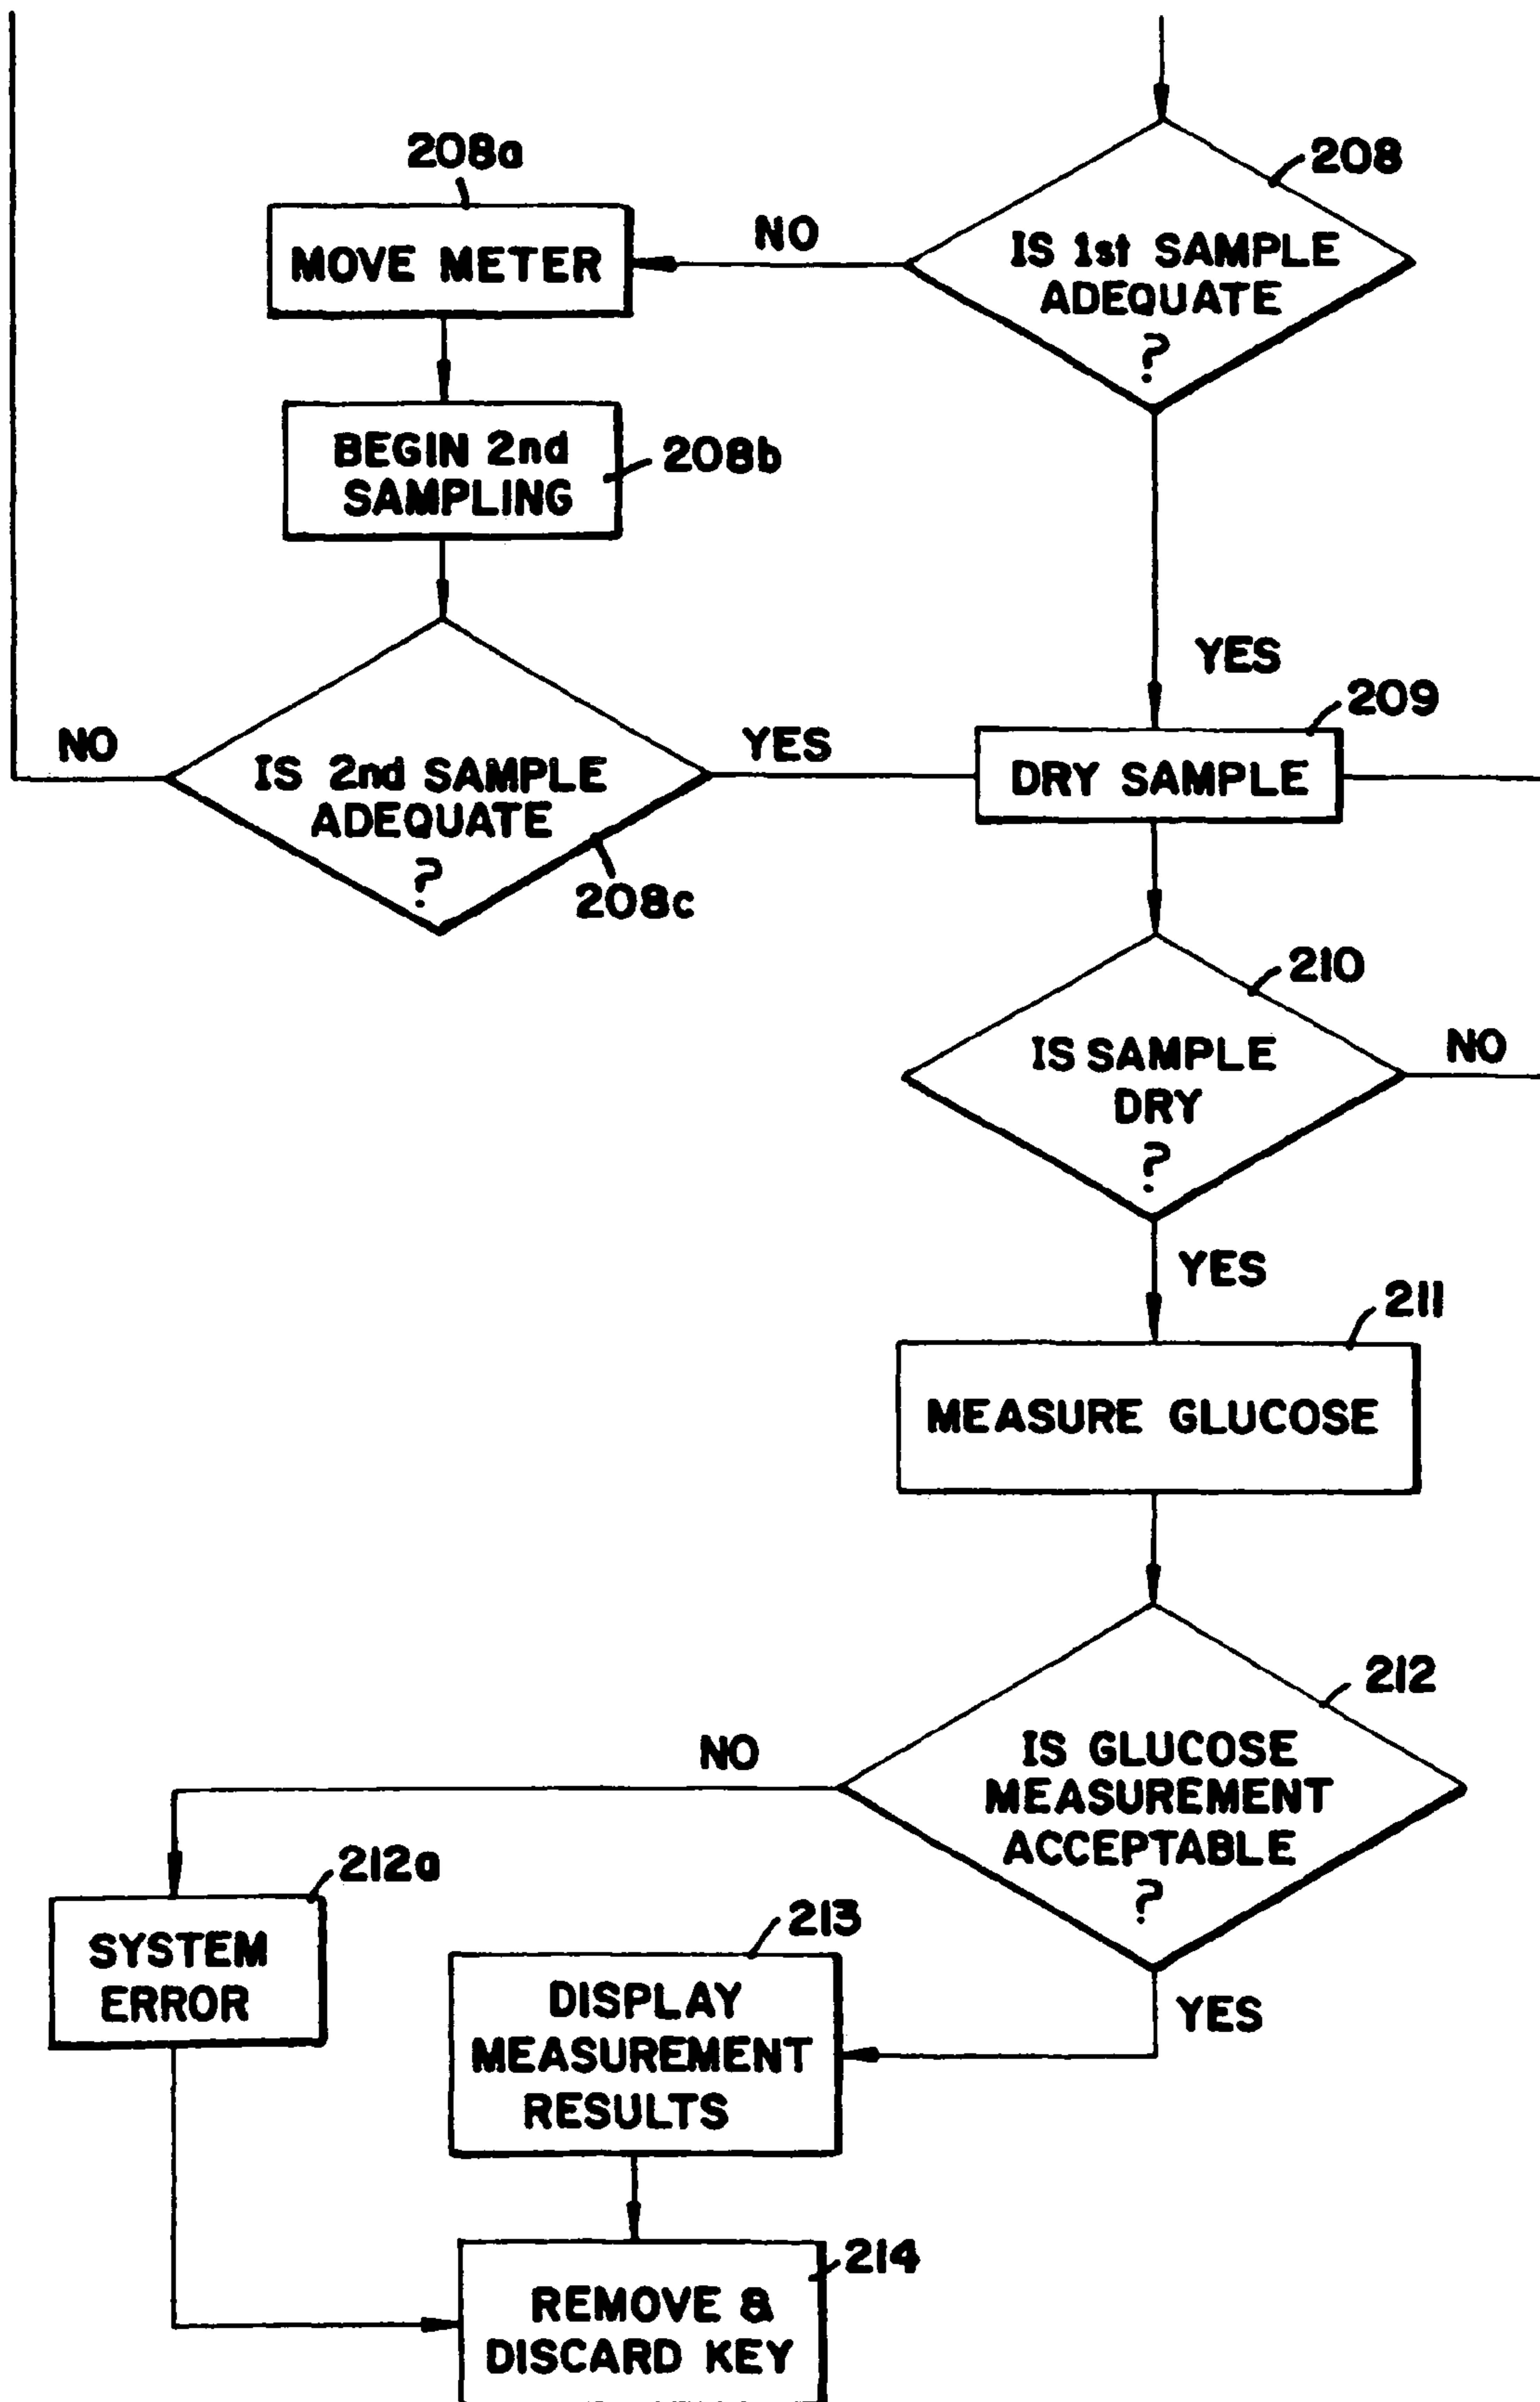 208a
208
MOVE METER
NO
IS 1st SAMPLE
ADEQUATE
?
BEGIN 2nd
SAMPLING
208b
YES
209
NO
IS 2nd SAMPLE
ADEQUATE
?
208c
YES
DRY SAMPLE
210
IS SAMPLE
DRY
?
NO
YES
211
MEASURE GLUCOSE
212
IS GLUCOSE
MEASUREMENT
ACCEPTABLE
?
NO
212a
SYSTEM
ERROR
213
DISPLAY
MEASUREMENT
RESULTS
YES
214
REMOVE &
DISCARD KEY